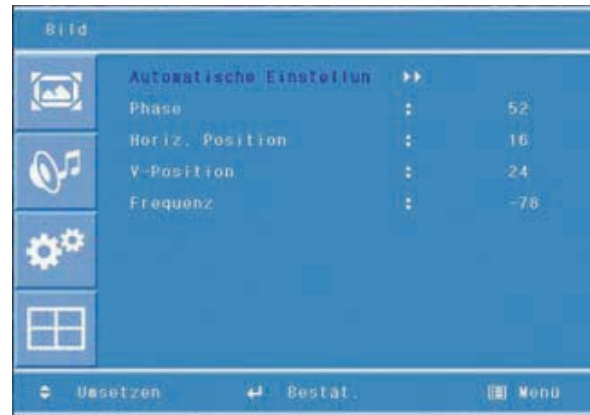 Bild
Automatische Einstellun
Phase : 52
Horiz. Position : 16
V-Position : 24
Frequenz : -78
Umsetzen Bestät. Menü